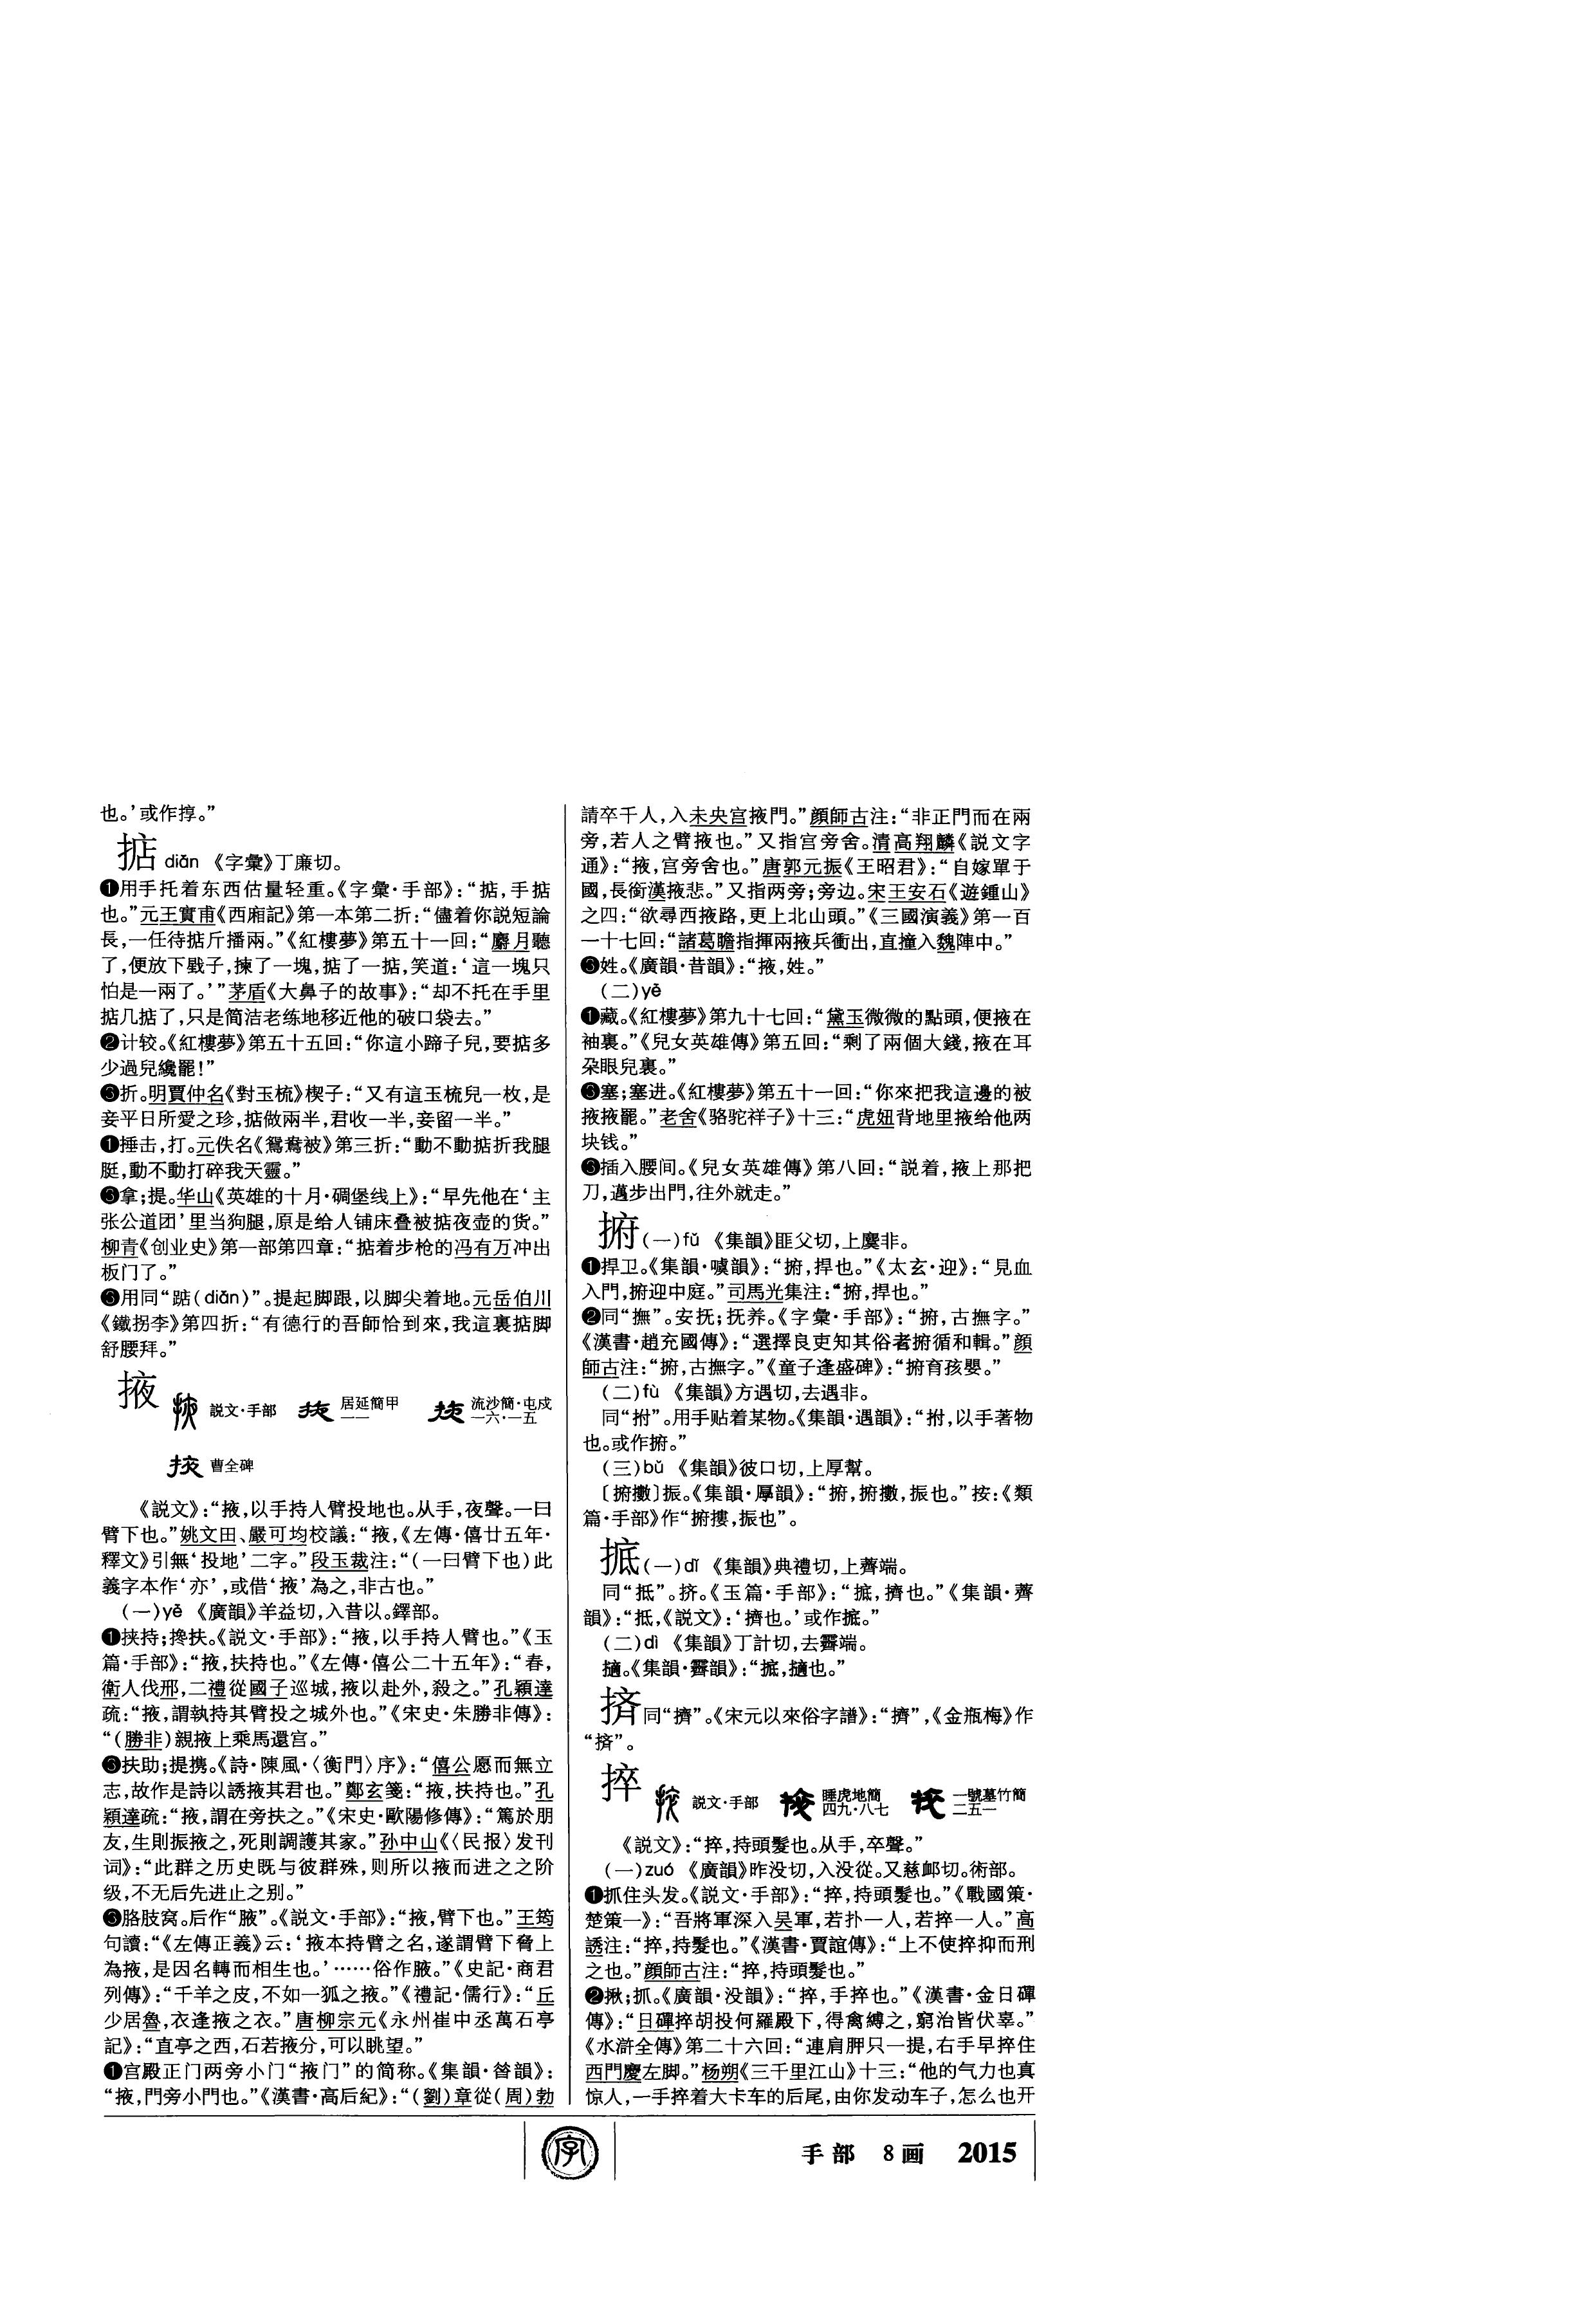 也。’或作揨。”
掂 diǎn 《字彙》丁廉切。
❶用手托着东西估量轻重。《字彙·手部》：“掂，手掂
也。”元王實甫《西廂記》第一本第二折：“儘着你説短論
長，一任待掂斤播兩。”《紅樓夢》第五十一回：“麝月聽
了，便放下戥子，揀了一塊，掂了一掂，笑道：‘這一塊只
怕是一兩了。’”茅盾《大鼻子的故事》：“却不托在手里
掂几掂了，只是简洁老练地移近他的破口袋去。”
❷计较。《紅樓夢》第五十五回：“你這小蹄子兒，要掂多
少過兒纔罷！”
❸折。明賈仲名《對玉梳》楔子：“又有這玉梳兒一枚，是
妾平日所愛之珍，掂做兩半，君收一半，妾留一半。”
❶捶击，打。元佚名《鴛鴦被》第三折：“動不動掂折我腿
脡，動不動打碎我天靈。”
❸拿；提。华山《英雄的十月·碉堡线上》：“早先他在‘主
张公道团’里当狗腿，原是给人铺床叠被掂夜壶的货。”
柳青《创业史》第一部第四章：“掂着步枪的冯有万冲出
板门了。”
❸用同“踮（diǎn）”。提起脚跟，以脚尖着地。元岳伯川
《鐵拐李》第四折：“有德行的吾師恰到來，我這裏掂脚
舒腰拜。”
掖 説文·手部 居延簡甲一一 流沙簡·屯戍一六·一五
曹全碑
《説文》：“掖，以手持人臂投地也。从手，夜聲。一曰
臂下也。”姚文田、嚴可均校議：“掖，《左傳·僖廿五年·
釋文》引無‘投地’二字。”段玉裁注：“（一曰臂下也）此
義字本作‘亦’，或借‘掖’為之，非古也。”
（一）yě 《廣韻》羊益切，入昔以。鐸部。
❶挟持；搀扶。《説文·手部》：“掖，以手持人臂也。”《玉
篇·手部》：“掖，扶持也。”《左傳·僖公二十五年》：“春，
衛人伐邢，二禮從國子巡城，掖以赴外，殺之。”孔穎達
疏：“掖，謂執持其臂投之城外也。”《宋史·朱勝非傳》：
“（勝非）親掖上乘馬還宫。”
❸扶助；提携。《詩·陳風·〈衡門〉序》：“僖公愿而無立
志，故作是詩以誘掖其君也。”鄭玄箋：“掖，扶持也。”孔
穎達疏：“掖，謂在旁扶之。”《宋史·歐陽修傳》：“篤於朋
友，生則振掖之，死則調護其家。”孙中山《〈民报〉发刊
词》：“此群之历史既与彼群殊，则所以掖而进之之阶
级，不无后先进止之别。”
❸胳肢窝。后作“腋”。《説文·手部》：“掖，臂下也。”王筠
句讀：“《左傳正義》云：‘掖本持臂之名，遂謂臂下脅上
為掖，是因名轉而相生也。’……俗作腋。”《史記·商君
列傳》：“千羊之皮，不如一狐之掖。”《禮記·儒行》：“丘
少居魯，衣逢掖之衣。”唐柳宗元《永州崔中丞萬石亭
記》：“直亭之西，石若掖分，可以眺望。”
❶宫殿正门两旁小门“掖门”的简称。《集韻·㫺韻》：
“掖，門旁小門也。”《漢書·高后紀》：“（劉）章從（周）勃
請卒千人，入未央宫掖門。”顔師古注：“非正門而在兩
旁，若人之臂掖也。”又指宫旁舍。清高翔麟《説文字
通》：“掖，宫旁舍也。”唐郭元振《王昭君》：“自嫁單于
國，長銜漢掖悲。”又指两旁；旁边。宋王安石《遊鍾山》
之四：“欲尋西掖路，更上北山頭。”《三國演義》第一百
一十七回：“諸葛瞻指揮兩掖兵衝出，直撞入魏陣中。”
❸姓。《廣韻·昔韻》：“掖，姓。”
（二）yē
❶藏。《紅樓夢》第九十七回：“黛玉微微的點頭，便掖在
袖裏。”《兒女英雄傳》第五回：“剩了兩個大錢，掖在耳
朵眼兒裏。”
❸塞；塞进。《紅樓夢》第五十一回：“你來把我這邊的被
掖掖罷。”老舍《骆驼祥子》十三：“虎妞背地里掖给他两
块钱。”
❸插入腰间。《兒女英雄傳》第八回：“説着，掖上那把
刀，邁步出門，往外就走。”
捬（一）fǔ 《集韻》匪父切，上麌非。
❶捍卫。《集韻·噳韻》：“捬，捍也。”《太玄·迎》：“見血
入門，捬迎中庭。”司馬光集注：“捬，捍也。”
❷同“撫”。安抚；抚养。《字彙·手部》：“捬，古撫字。”
《漢書·趙充國傳》：“選擇良吏知其俗者捬循和輯。”顔
師古注：“捬，古撫字。”《童子逢盛碑》：“捬育孩嬰。”
（二）fù 《集韻》方遇切，去遇非。
同“拊”。用手贴着某物。《集韻·遇韻》：“拊，以手著物
也。或作捬。”
（三）bǔ 《集韻》彼口切，上厚幫。
〔捬擻〕振。《集韻·厚韻》：“捬，捬擻，振也。”按：《類
篇·手部》作“捬摟，振也”。
掋（一）dǐ 《集韻》典禮切，上薺端。
同“抵”。挤。《玉篇·手部》：“掋，擠也。”《集韻·薺
韻》：“抵，《説文》：‘擠也。’或作掋。”
（二）dì 《集韻》丁計切，去霽端。
擿。《集韻·霽韻》：“掋，擿也。”
挤 同“擠”。《宋元以來俗字譜》：“擠”，《金瓶梅》作
“挤”。
捽 説文·手部 睡虎地簡四九·八七 一號墓竹簡二五一
《説文》：“捽，持頭髮也。从手，卒聲。”
（一）zuó 《廣韻》昨没切，入没從。又慈卹切。術部。
❶抓住头发。《説文·手部》：“捽，持頭髮也。”《戰國策·
楚策一》：“吾將軍深入吴軍，若扑一人，若捽一人。”高
誘注：“捽，持髮也。”《漢書·賈誼傳》：“上不使捽抑而刑
之也。”顔師古注：“捽，持頭髮也。”
❷揪；抓。《廣韻·没韻》：“捽，手捽也。”《漢書·金日磾
傳》：“日磾捽胡投何羅殿下，得禽縛之，窮治皆伏辜。”
《水滸全傳》第二十六回：“連肩胛只一提，右手早捽住
西門慶左脚。”杨朔《三千里江山》十三：“他的气力也真
惊人，一手捽着大卡车的后尾，由你发动车子，怎么也开
字
手部 8画 2015